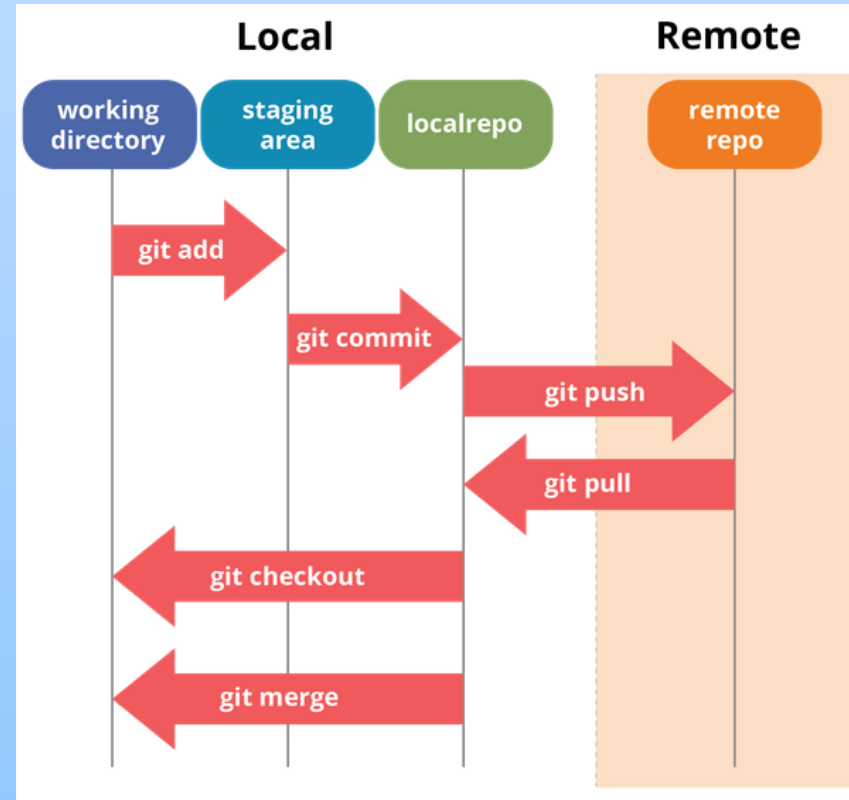 Local
Remote
working
directory
staging
area
localrepo
remote
repo
git add
git commit
git push
git pull
git checkout
git merge